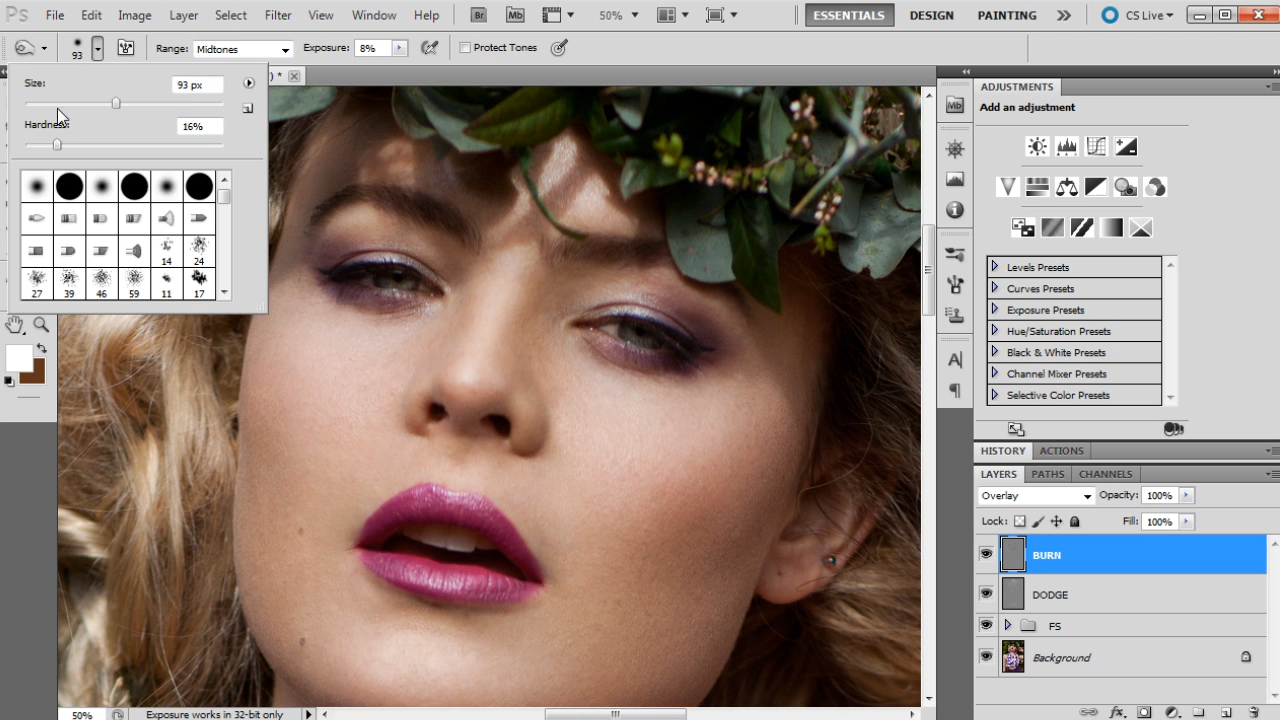 Ps File Edit Image Layer Select Filter View Window Help Br Mb 50% ESSENTIALS DESIGN PAINTING CS Live
93 Range: Midtones Exposure: 8% Protect Tones
) *
Size: 93 px
Hardness: 16%
14 24
27 39 46 59 11 17
50% Exposure works in 32-bit only
Mb
A
ADJUSTMENTS
Add an adjustment
Levels Presets
Curves Presets
Exposure Presets
Hue/Saturation Presets
Black & White Presets
Channel Mixer Presets
Selective Color Presets
HISTORY ACTIONS
LAYERS PATHS CHANNELS
Overlay Opacity: 100%
Lock: Fill: 100%
BURN
DODGE
FS
Background
fx